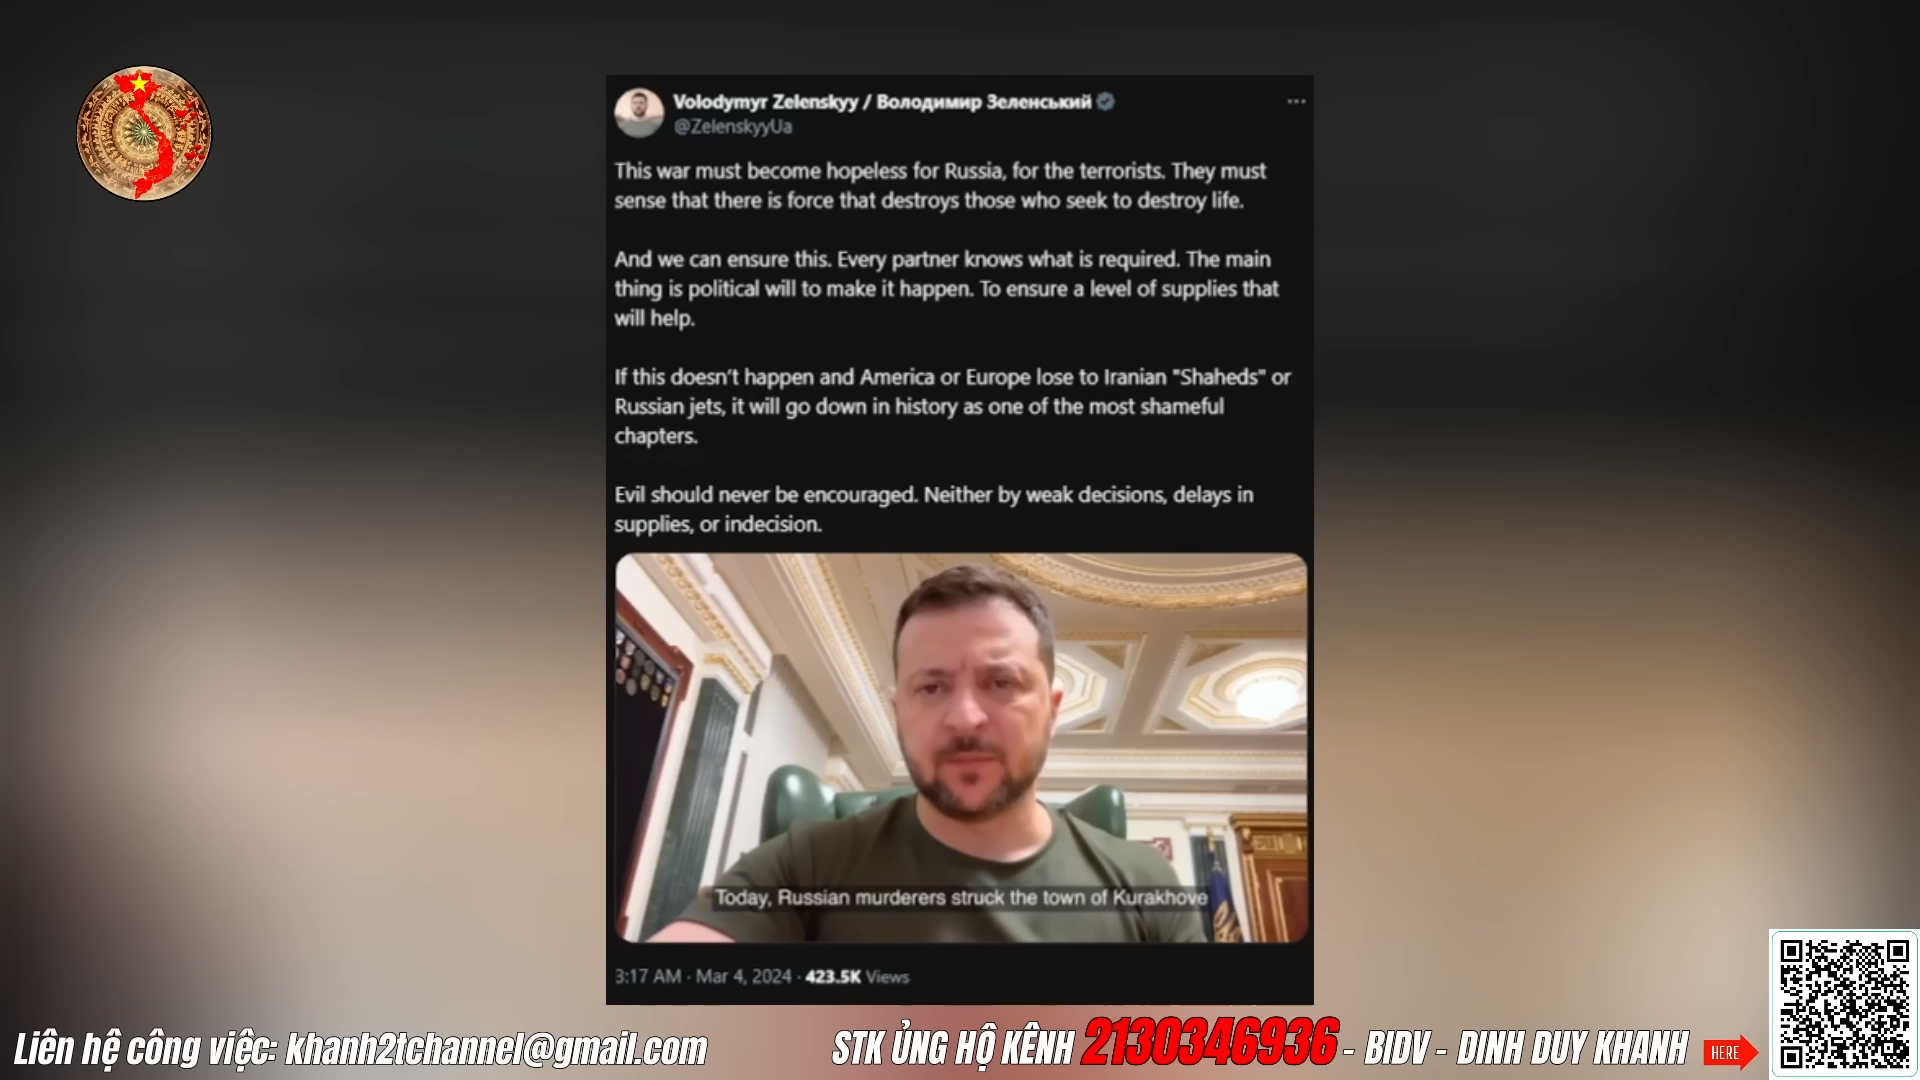 Volodymyr Zelenskyy / Володимир Зеленський
@ZelenskyyUa
This war must become hopeless for Russia, for the terrorists. They must
sense that there is force that destroys those who seek to destroy life.
And we can ensure this. Every partner knows what is required. The main
thing is political will to make it happen. To ensure a level of supplies that
will help.
If this doesn't happen and America or Europe lose to Iranian "Shaheds" or
Russian jets, it will go down in history as one of the most shameful
chapters.
Evil should never be encouraged. Neither by weak decisions, delays in
supplies, or indecision.
Today, Russian murderers struck the town of Kurakhove
3:17 AM · Mar 4, 2024 · 423.5K Views
Liên hệ công việc: khanh2tchannel@gmail.com
STK ỦNG HỘ KÊNH 2130346936 - BIDV - DINH DUY KHANH
HERE